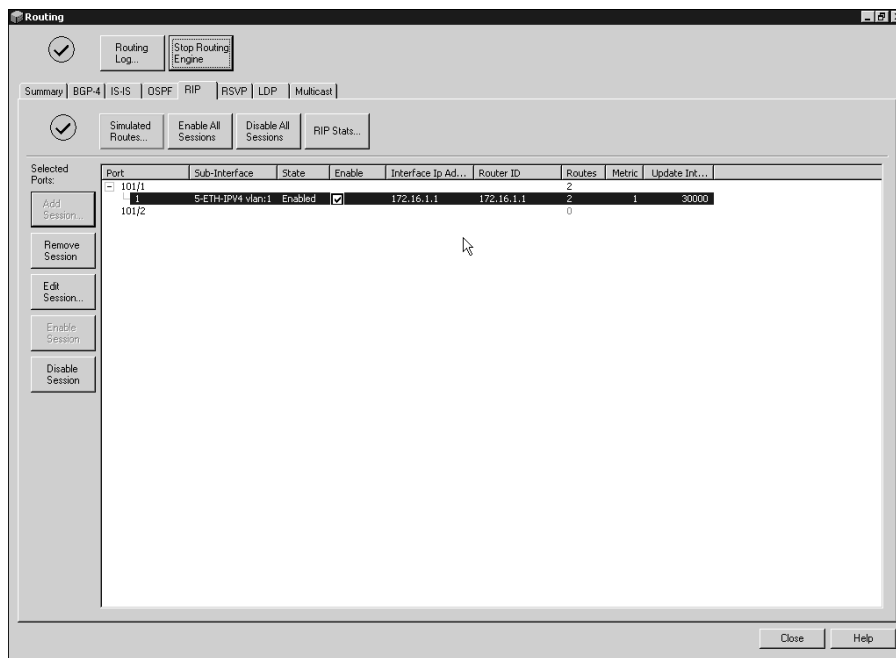 Routing
Routing Log...
Stop Routing Engine
Summary BGP-4 IS-IS OSPF RIP RSVP LDP Multicast
Simulated Routes...
Enable All Sessions
Disable All Sessions
RIP Stats...
Selected Ports:
Add Session...
Remove Session
Edit Session...
Enable Session
Disable Session
Port Sub-Interface State Enable Interface Ip Ad... Router ID Routes Metric Update Int...
101/1 2
1 5-ETH-IPV4 vlan:1 Enabled 172.16.1.1 172.16.1.1 2 1 30000
101/2 0
Close Help